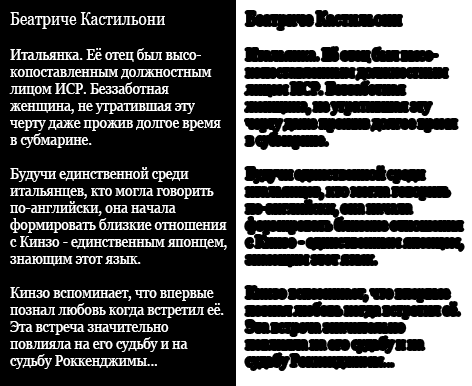 Беатриче Кастильони
Итальянка. Её отец был высо-
копоставленным должностным
лицом ИСР. Беззаботная
женщина, не утратившая эту
черту даже прожив долгое время
в субмарине.
Будучи единственной среди
итальянцев, кто могла говорить
по-английски, она начала
формировать близкие отношения
с Кинзо - единственным японцем,
знающим этот язык.
Кинзо вспоминает, что впервые
познал любовь когда встретил её.
Эта встреча значительно
повлияла на его судьбу и на
судьбу Роккенджимы...
Беатриче Кастильони
Итальянка. Её отец был высо-
копоставленным должностным
лицом ИСР. Беззаботная
женщина, не утратившая эту
черту даже прожив долгое время
в субмарине.
Будучи единственной среди
итальянцев, кто могла говорить
по-английски, она начала
формировать близкие отношения
с Кинзо - единственным японцем,
знающим этот язык.
Кинзо вспоминает, что впервые
познал любовь когда встретил её.
Эта встреча значительно
повлияла на его судьбу и на
судьбу Роккенджимы...